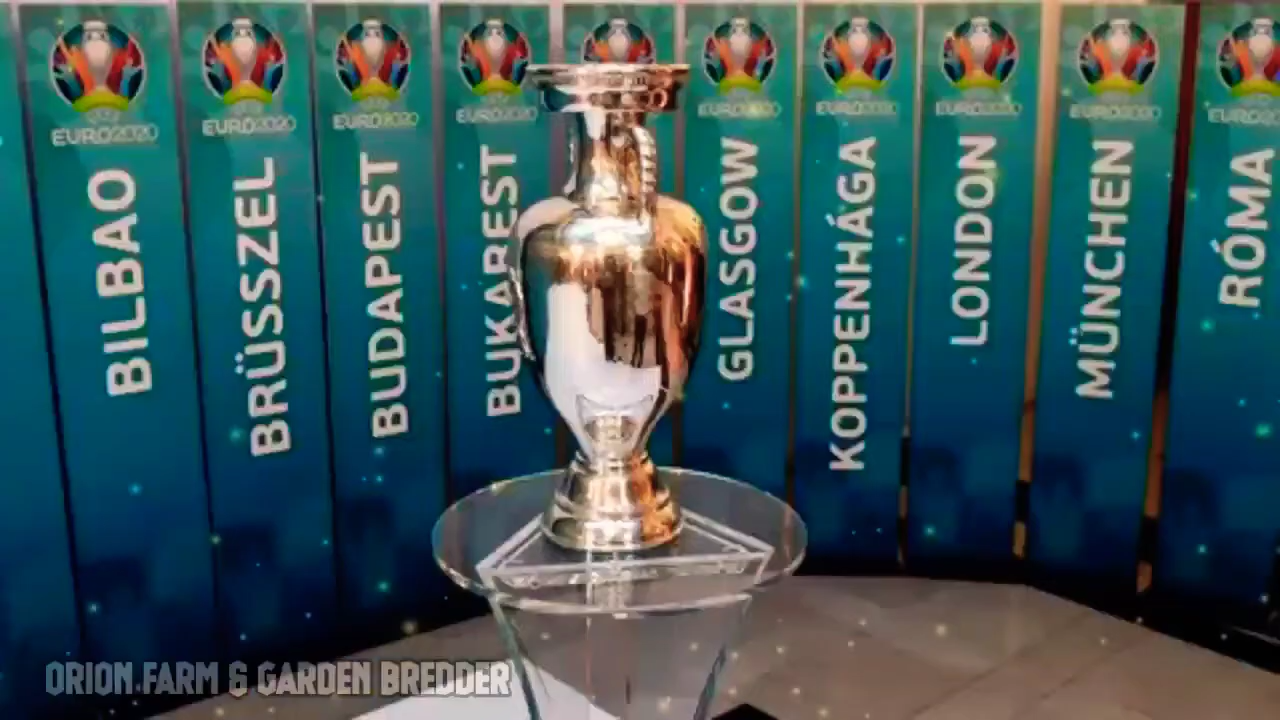 EURO2020
BILBAO
EURO2020
BRÜSSZEL
EURO2020
BUDAPEST
EURO2020
BUKAREST
EURO2020
GLASGOW
EURO2020
KOPPENHÁGA
EURO2020
LONDON
EURO2020
MÜNCHEN
EURO2020
RÓMA
ORION FARM & GARDEN BREDDER